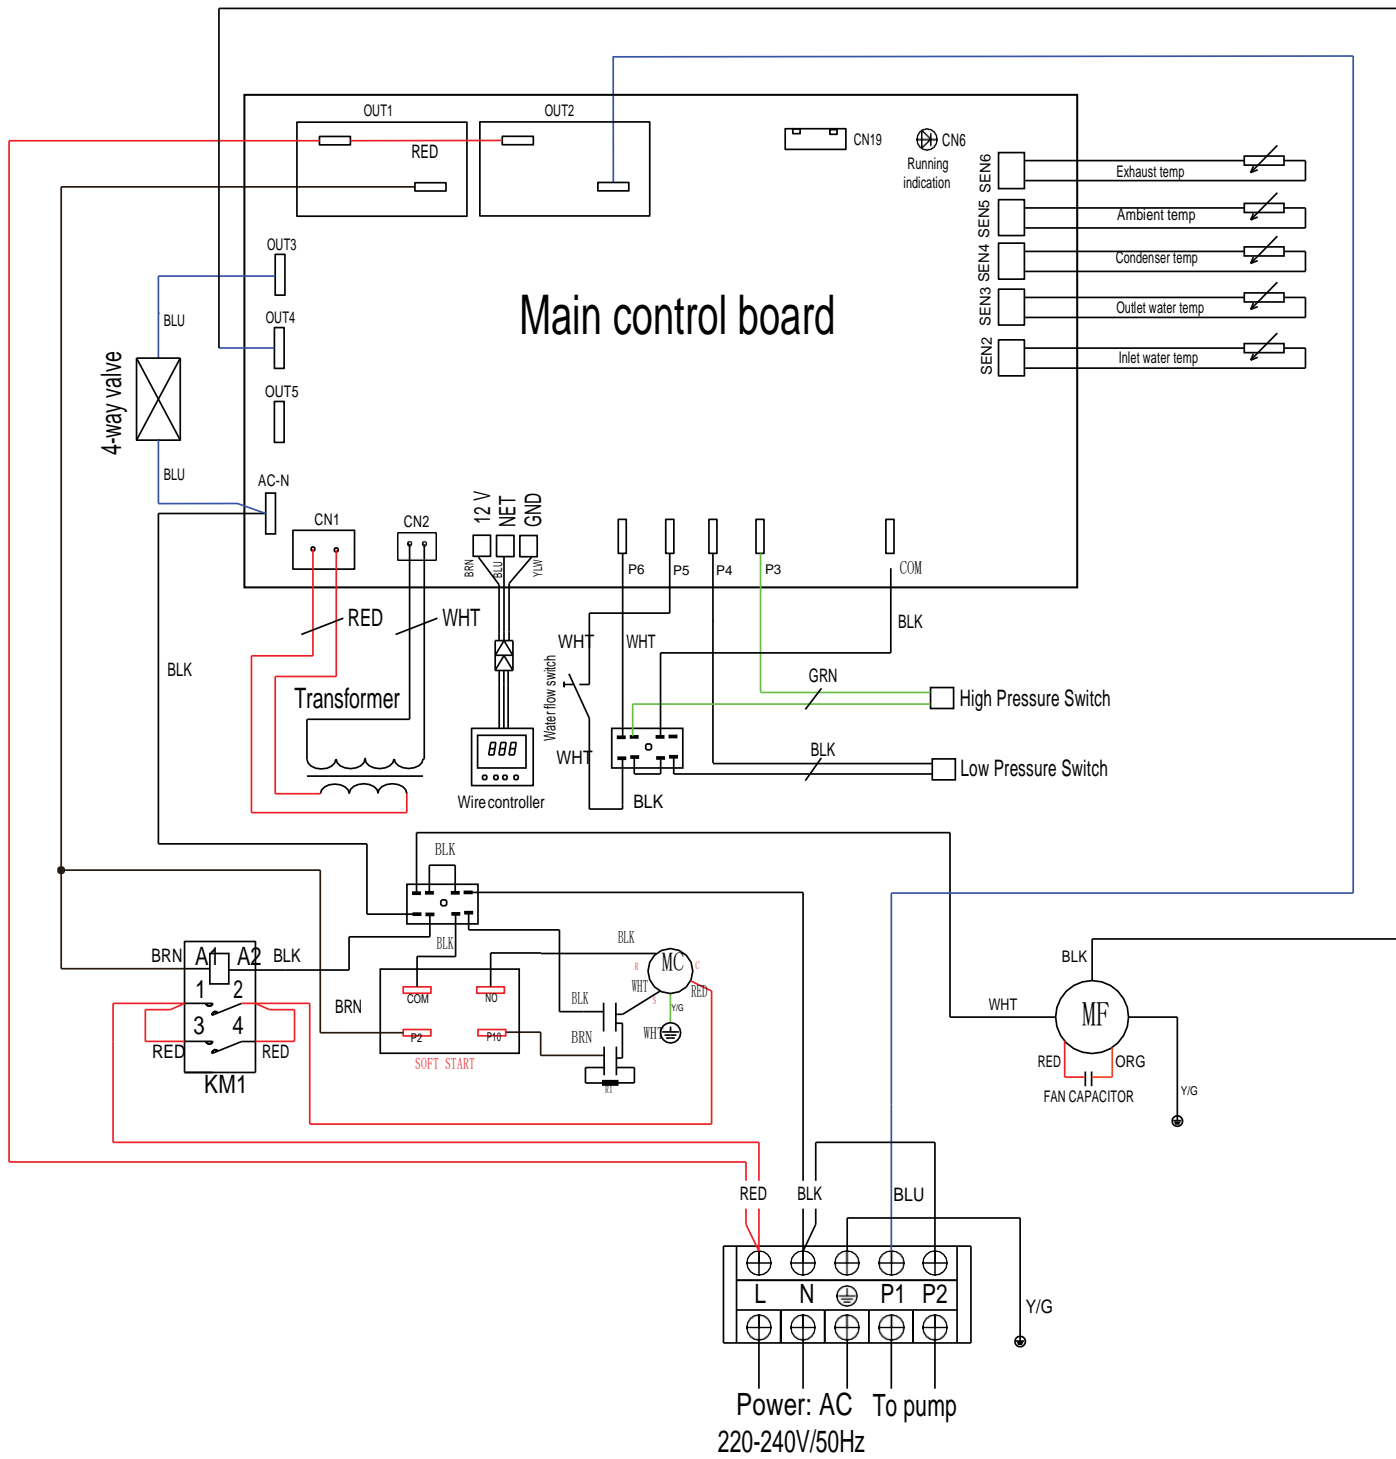 OUT1
OUT2
RED
CN19
CN6
Running
indication
SEN6
Exhaust temp
SEN5
Ambient temp
SEN4
Condenser temp
SEN3
Outlet water temp
SEN2
Inlet water temp
OUT3
BLU
OUT4
Main control board
4-way valve
OUT5
BLU
AC-N
CN1
CN2
12 V
NET
GND
BRN
BLU
YLW
P6
P5
P4
P3
COM
RED
WHT
BLK
WHT
WHT
BLK
Water flow switch
GRN
High Pressure Switch
Transformer
888
WHT
BLK
Low Pressure Switch
Wire controller
BLK
BLK
BLK
BRN
A1
A2
BLK
BLK
MC
R
C
S
WHT
RED
Y/G
WHT
1
2
3
4
RED
RED
KM1
BRN
COM
NO
P2
P10
SOFT START
BLK
BRN
RT
BLK
WHT
MF
RED
ORG
FAN CAPACITOR
Y/G
RED
BLK
BLU
L
N
P1
P2
Y/G
Power: AC
To pump
220-240V/50Hz